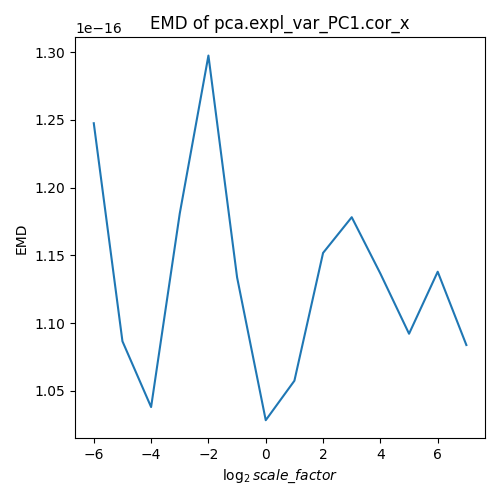 EMD of pca.expl_var_PC1.cor_x
1e−16
1.30
1.25
1.20
1.15
1.10
1.05
EMD
−6 −4 −2 0 2 4 6
log₂ scale_factor